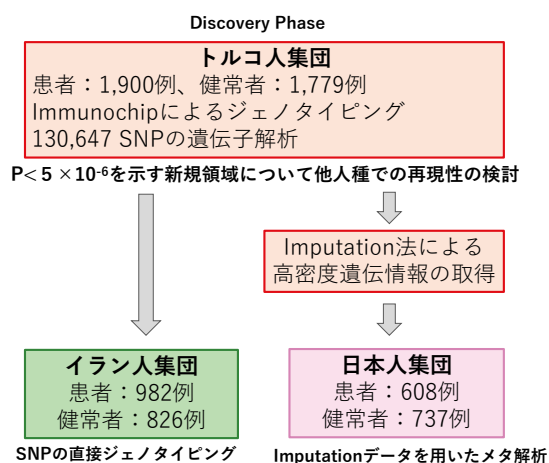 Discovery Phase
トルコ人集団
患者：1,900例、健常者：1,779例
Immunochipによるジェノタイピング
130,647 SNPの遺伝子解析
P< 5 ×10-6を示す新規領域について他人種での再現性の検討
Imputation法による
高密度遺伝情報の取得
イラン人集団
患者：982例
健常者：826例
SNPの直接ジェノタイピング
日本人集団
患者：608例
健常者：737例
Imputationデータを用いたメタ解析